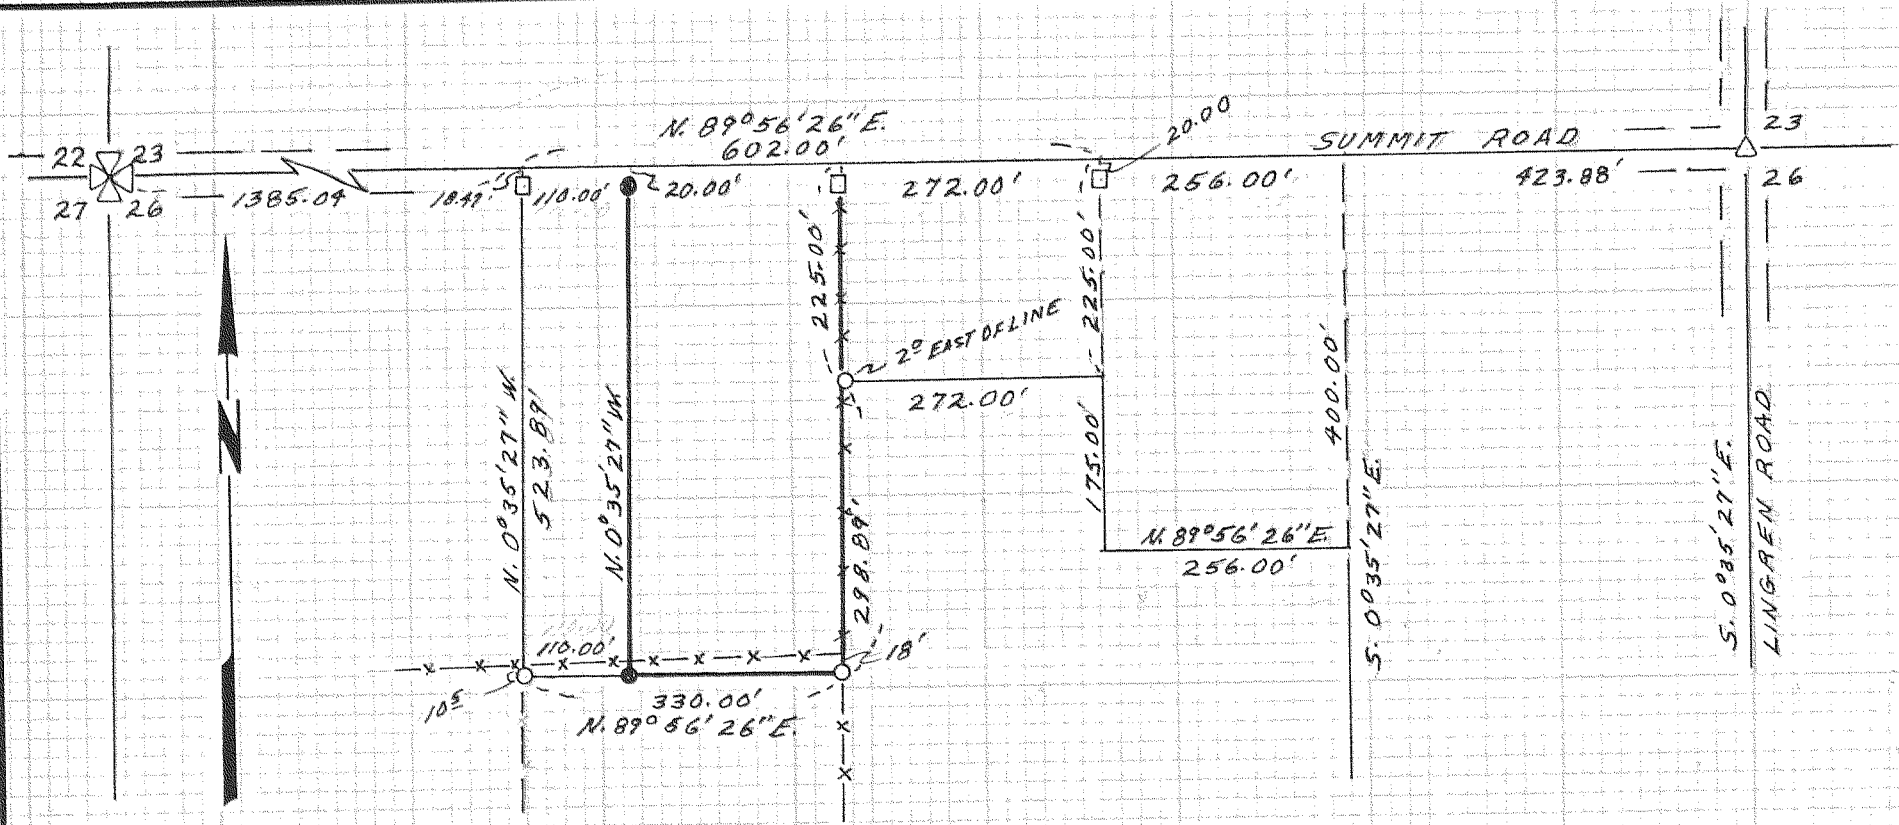 N. 89°56'26"E.
602.00'
20.00
SUMMIT ROAD
23
22 23
27 26
1385.04
110.00'
20.00'
272.00'
256.00'
423.88'
26
225.00'
225.00'
2° EAST OF LINE
272.00'
175.00'
400.00'
N. 0°35'27" W.
523.89'
N. 0°35'27" W.
298.89'
N. 89°56'26"E.
256.00'
S. 0°35'27"E.
S. 0°35'27"E.
LINGREN ROAD
N
110.00'
18'
10⁵
330.00'
N. 89°56'26"E.